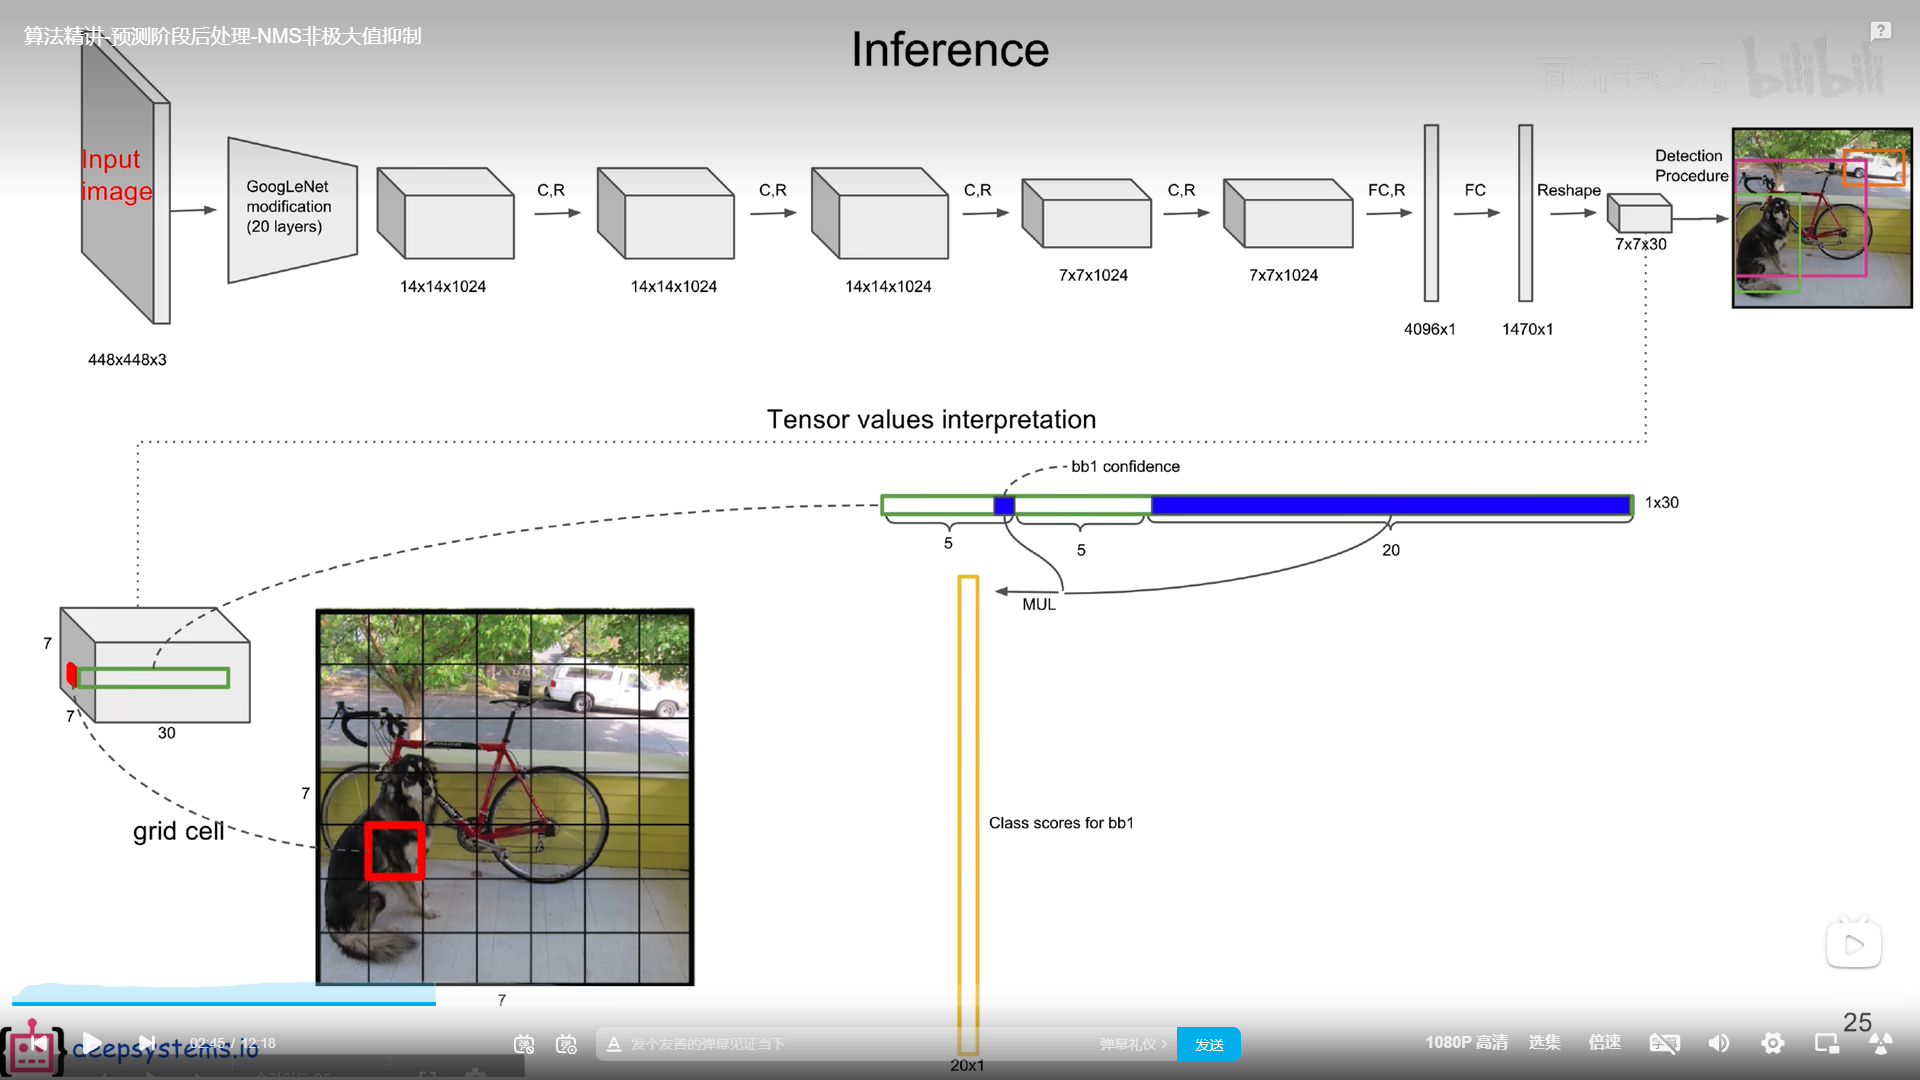 算法精讲-预测阶段后处理-NMS非极大值抑制
Inference
bilibili
Input
image
GoogLeNet
modification
(20 layers)
C,R
C,R
C,R
C,R
FC,R
FC
Reshape
Detection
Procedure
448x448x3
14x14x1024
14x14x1024
14x14x1024
7x7x1024
7x7x1024
4096x1
1470x1
7x7x30
Tensor values interpretation
bb1 confidence
1x30
5
5
20
MUL
7
7
30
grid cell
7
7
Class scores for bb1
20x1
25
deepsystems.io
02:45 / 12:18
发个友善的弹幕见证当下
弹幕礼仪 >
发送
1080P 高清
选集
倍速